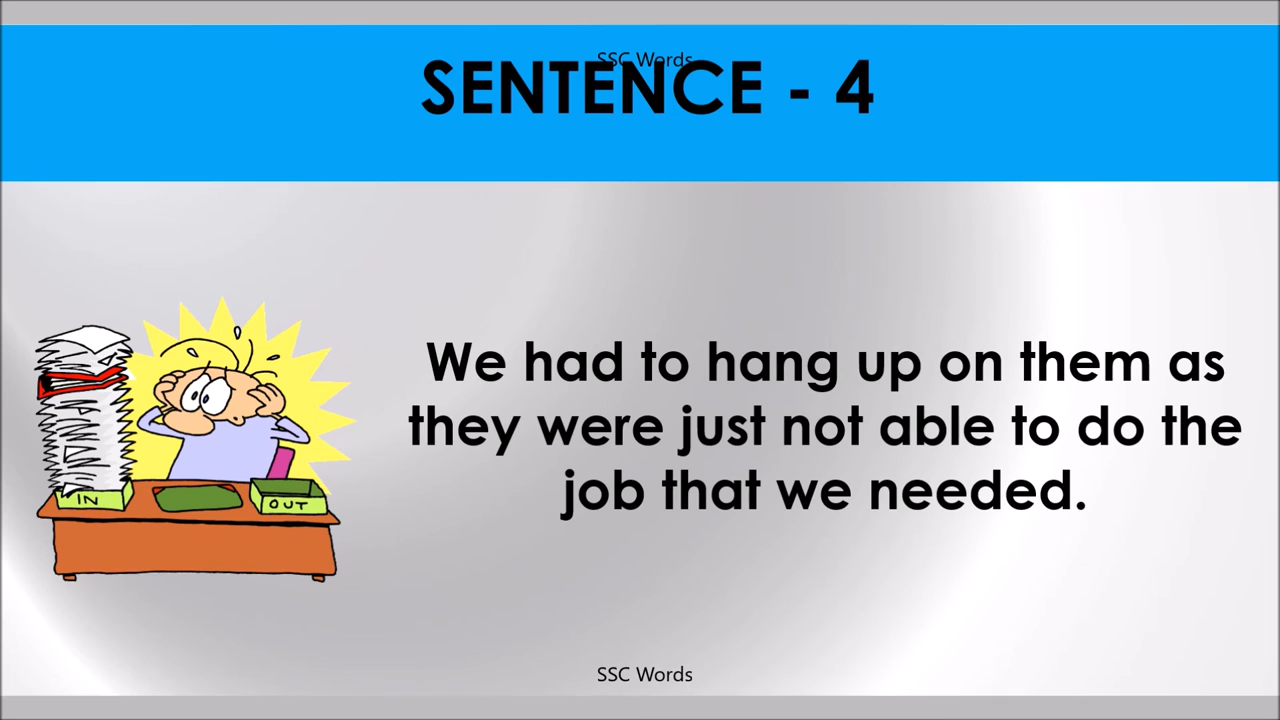 SSC Words
SENTENCE - 4
We had to hang up on them as
they were just not able to do the
job that we needed.
IN
OUT
SSC Words